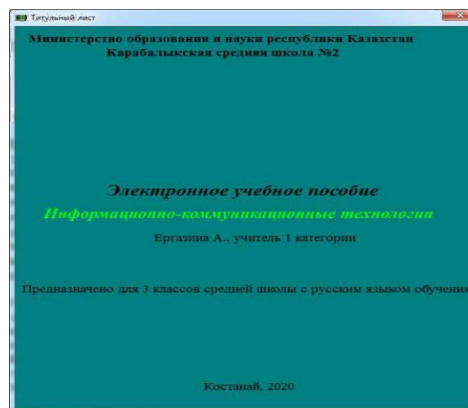 Титульный лист
Министерство образования и науки республики Казахстан
Карабалыкская средняя школа №2
Электронное учебное пособие
Информационно-коммуникационные технологии
Ергазина А., учитель 1 категории
Предназначено для 3 классов средней школы с русским языком обучения
Костанай, 2020